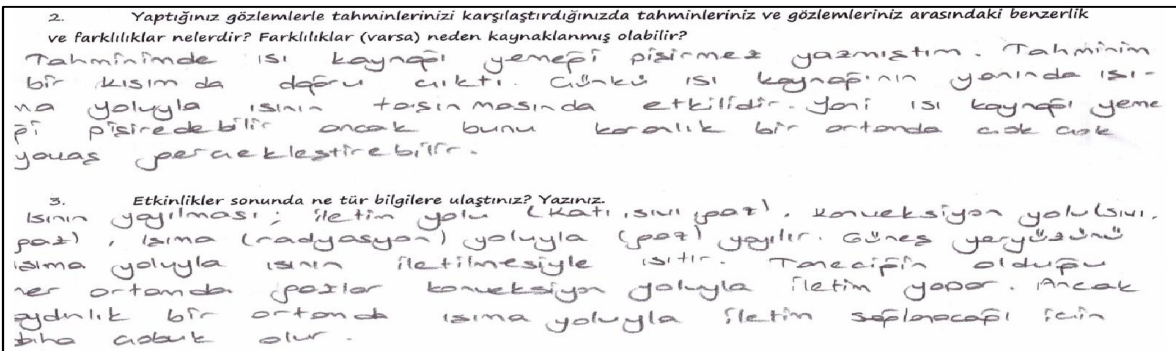 2. Yaptığınız gözlemlerle tahminlerinizi karşılaştırdığınızda tahminleriniz ve gözlemleriniz arasındaki benzerlik
ve farklılıklar nelerdir? Farklılıklar (varsa) neden kaynaklanmış olabilir?
Tahminimde ısı kaynağı yemeği pişirmez yazmıştım. Tahminim
bir kısım da doğru çıktı. Çünkü ısı kaynağının yanında ısı-
ma yoluyla ısının taşınmasında etkilidir. Yani ısı kaynağı yeme
ği pişiredebilir ancak bunu karanlık bir ortamda çok çok
yavaş gerçekleştirebilir.
3. Etkinlikler sonunda ne tür bilgilere ulaştınız? Yazınız.
Isının yayılması; iletim yolu (katı, sıvı, gaz), konveksiyon yolu (sıvı,
gaz), ısıma (radyasyon) yoluyla (gaz) yayılır. Güneş yeryüzünü
ısıma yoluyla ısının iletilmesiyle ısıtır. Taneciğin olduğu
her ortamda gazlar konveksiyon yoluyla iletim yapar. Ancak
aydınlık bir ortamda ısıma yoluyla iletim sağlanacağı için
daha çabuk olur.